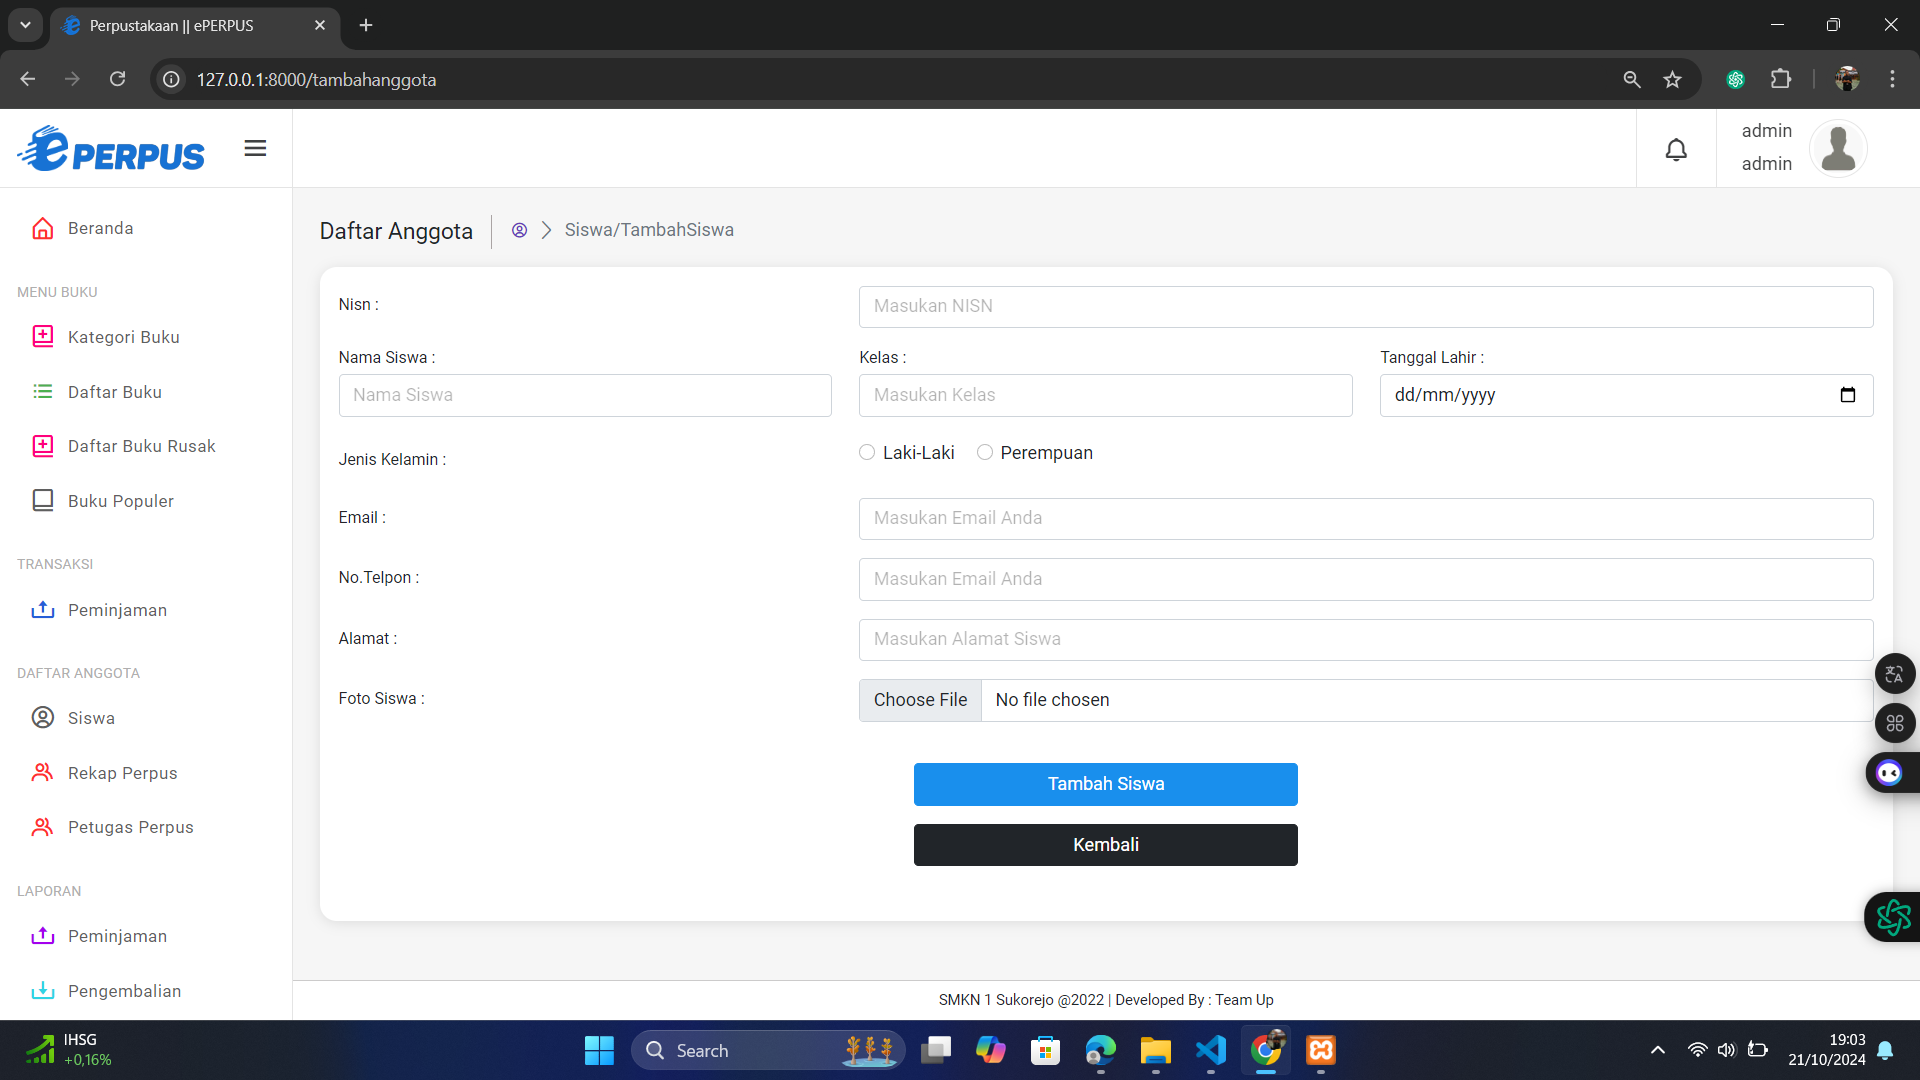 Perpustakaan || ePERPUS
127.0.0.1:8000/tambahanggota
ePERPUS
admin
admin
Beranda
MENU BUKU
Kategori Buku
Daftar Buku
Daftar Buku Rusak
Buku Populer
TRANSAKSI
Peminjaman
DAFTAR ANGGOTA
Siswa
Rekap Perpus
Petugas Perpus
LAPORAN
Peminjaman
Pengembalian
Daftar Anggota
Siswa/TambahSiswa
Nisn :
Masukan NISN
Nama Siswa :
Nama Siswa
Kelas :
Masukan Kelas
Tanggal Lahir :
dd/mm/yyyy
Jenis Kelamin :
Laki-Laki
Perempuan
Email :
Masukan Email Anda
No.Telpon :
Masukan Email Anda
Alamat :
Masukan Alamat Siswa
Foto Siswa :
Choose File
No file chosen
Tambah Siswa
Kembali
SMKN 1 Sukorejo @2022 | Developed By : Team Up
IHSG
+0,16%
Search
19:03
21/10/2024